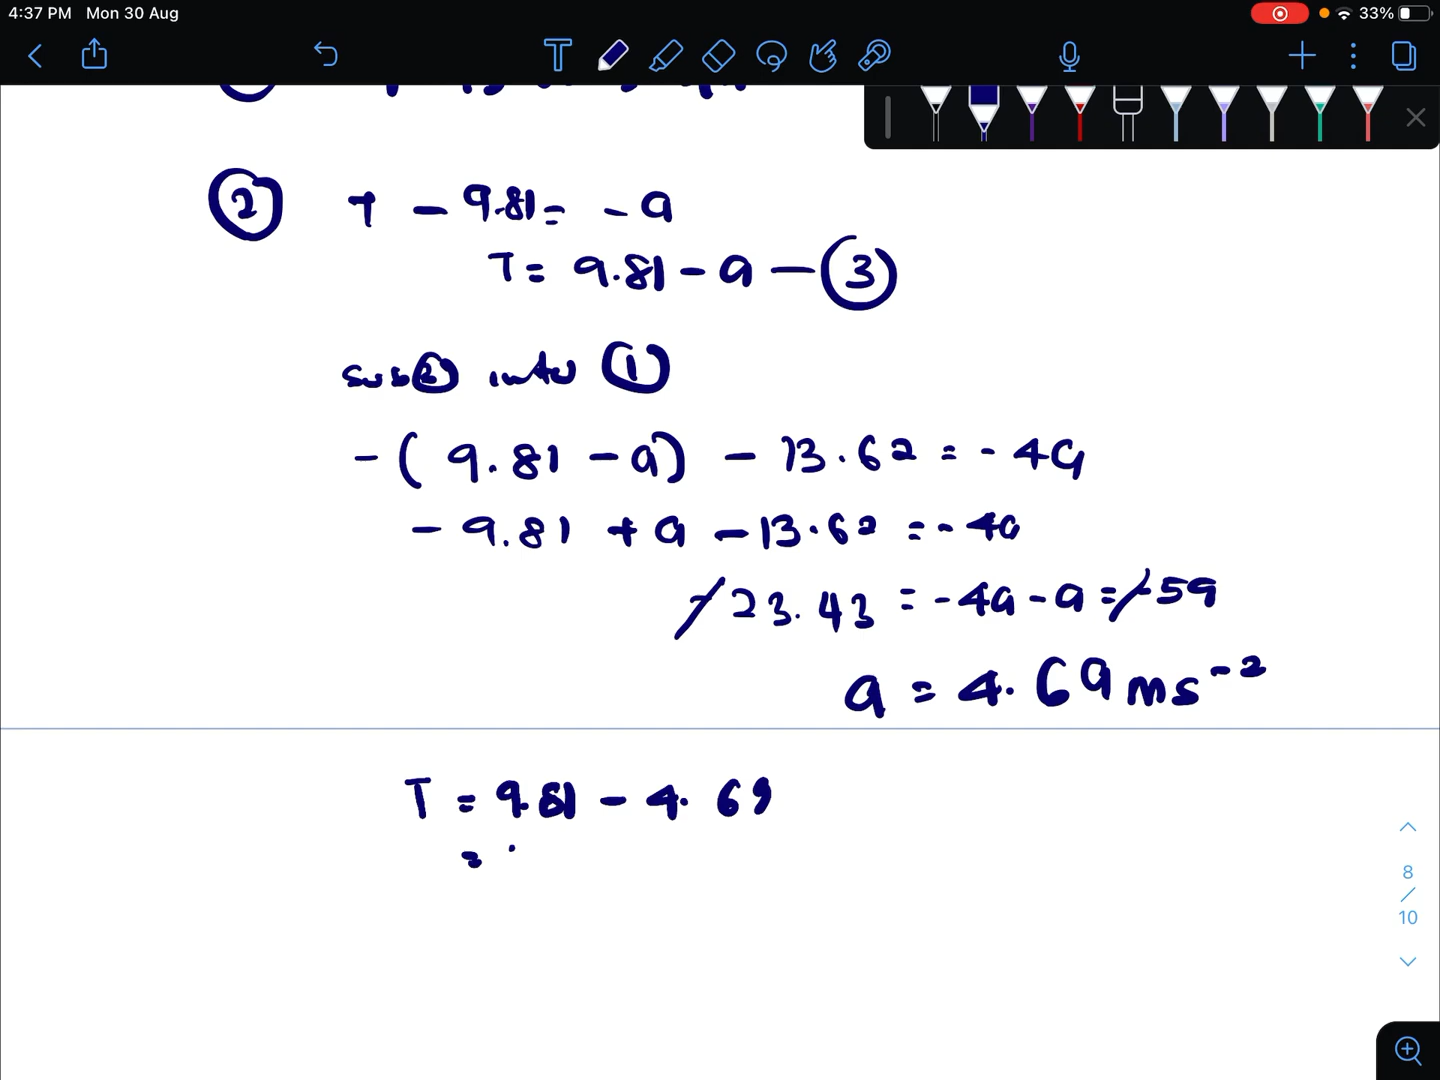 4:37 PM Mon 30 Aug
33%
T
② T - 9.81 = - a
T = 9.81 - a - ③
sub ② into ①
- ( 9.81 - a ) - 13.62 = - 4a
- 9.81 + a - 13.62 = - 4a
-23.43 = - 4a - a = -5a
a = 4.69 ms⁻²
T = 9.81 - 4.69
=
8
/
10